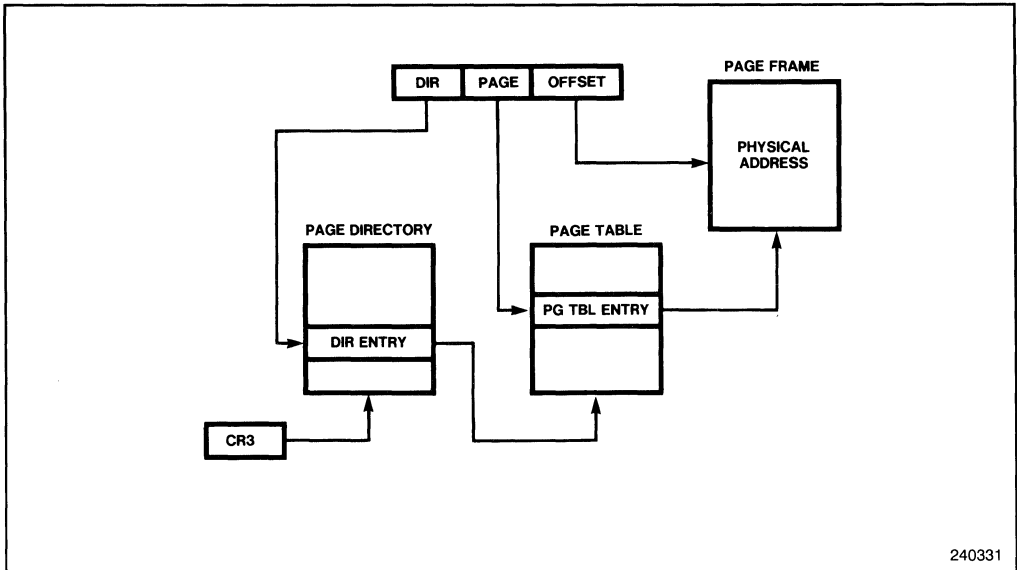 PAGE FRAME
DIR PAGE OFFSET
PHYSICAL
ADDRESS
PAGE DIRECTORY
PAGE TABLE
PG TBL ENTRY
DIR ENTRY
CR3
240331